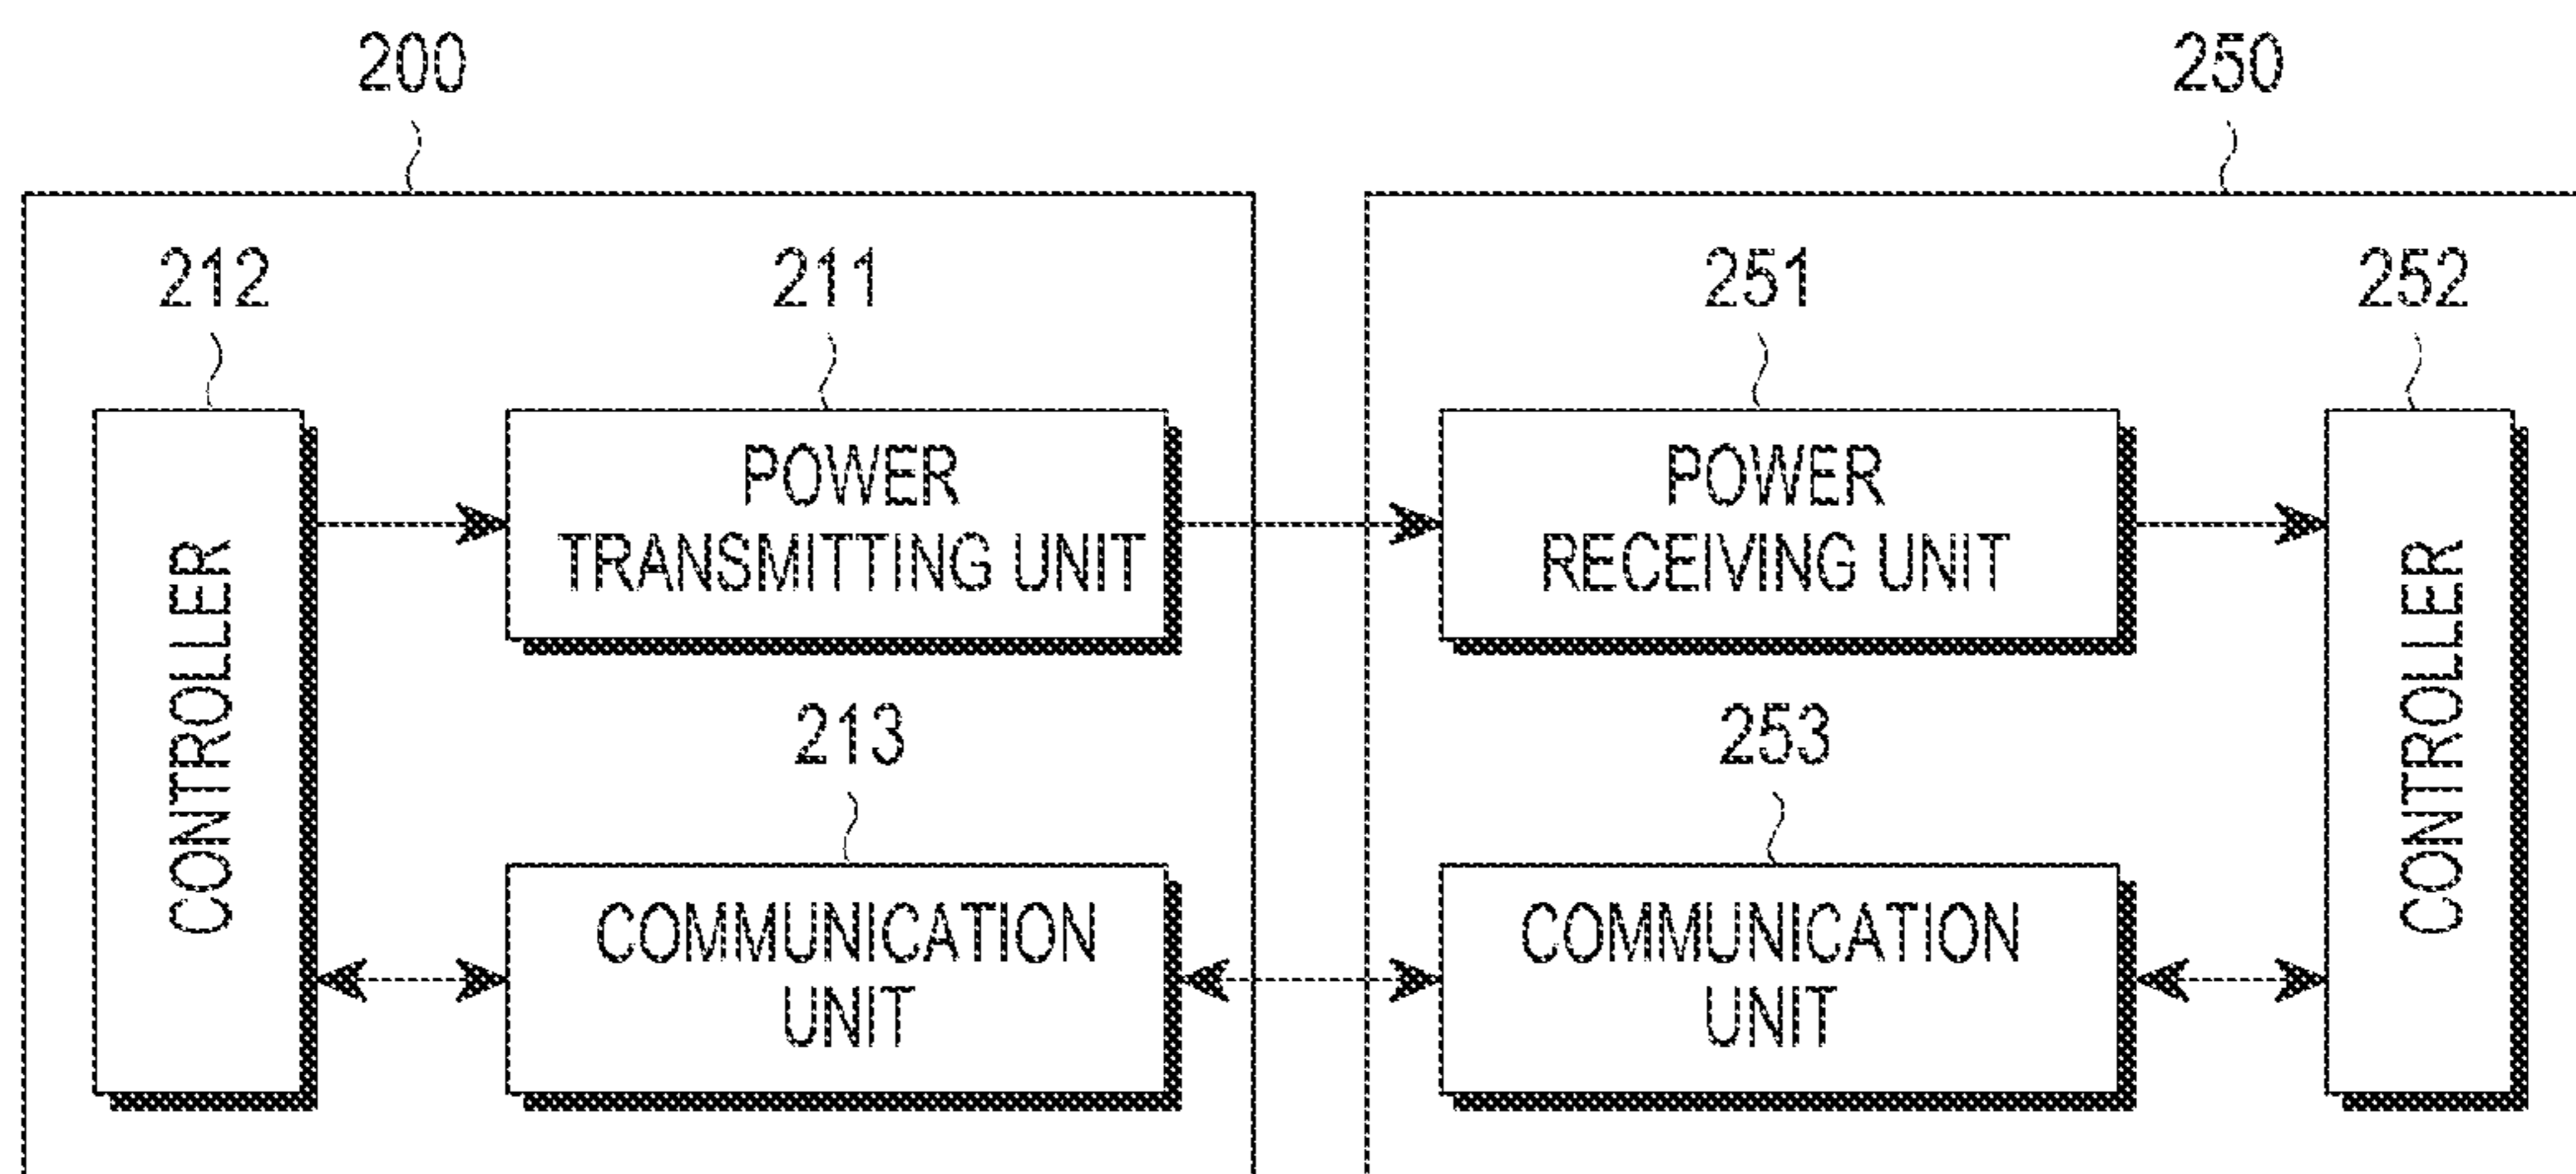 200
250
212
211
251
252
POWER
TRANSMITTING UNIT
POWER
RECEIVING UNIT
CONTROLLER
CONTROLLER
213
253
COMMUNICATION
UNIT
COMMUNICATION
UNIT